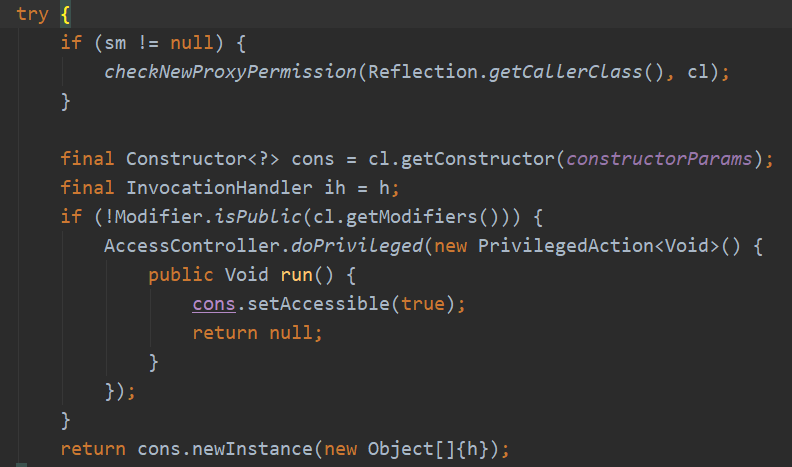 try {
    if (sm != null) {
        checkNewProxyPermission(Reflection.getCallerClass(), cl);
    }

    final Constructor<?> cons = cl.getConstructor(constructorParams);
    final InvocationHandler ih = h;
    if (!Modifier.isPublic(cl.getModifiers())) {
        AccessController.doPrivileged(new PrivilegedAction<Void>() {
            public Void run() {
                cons.setAccessible(true);
                return null;
            }
        });
    }
    return cons.newInstance(new Object[]{h});